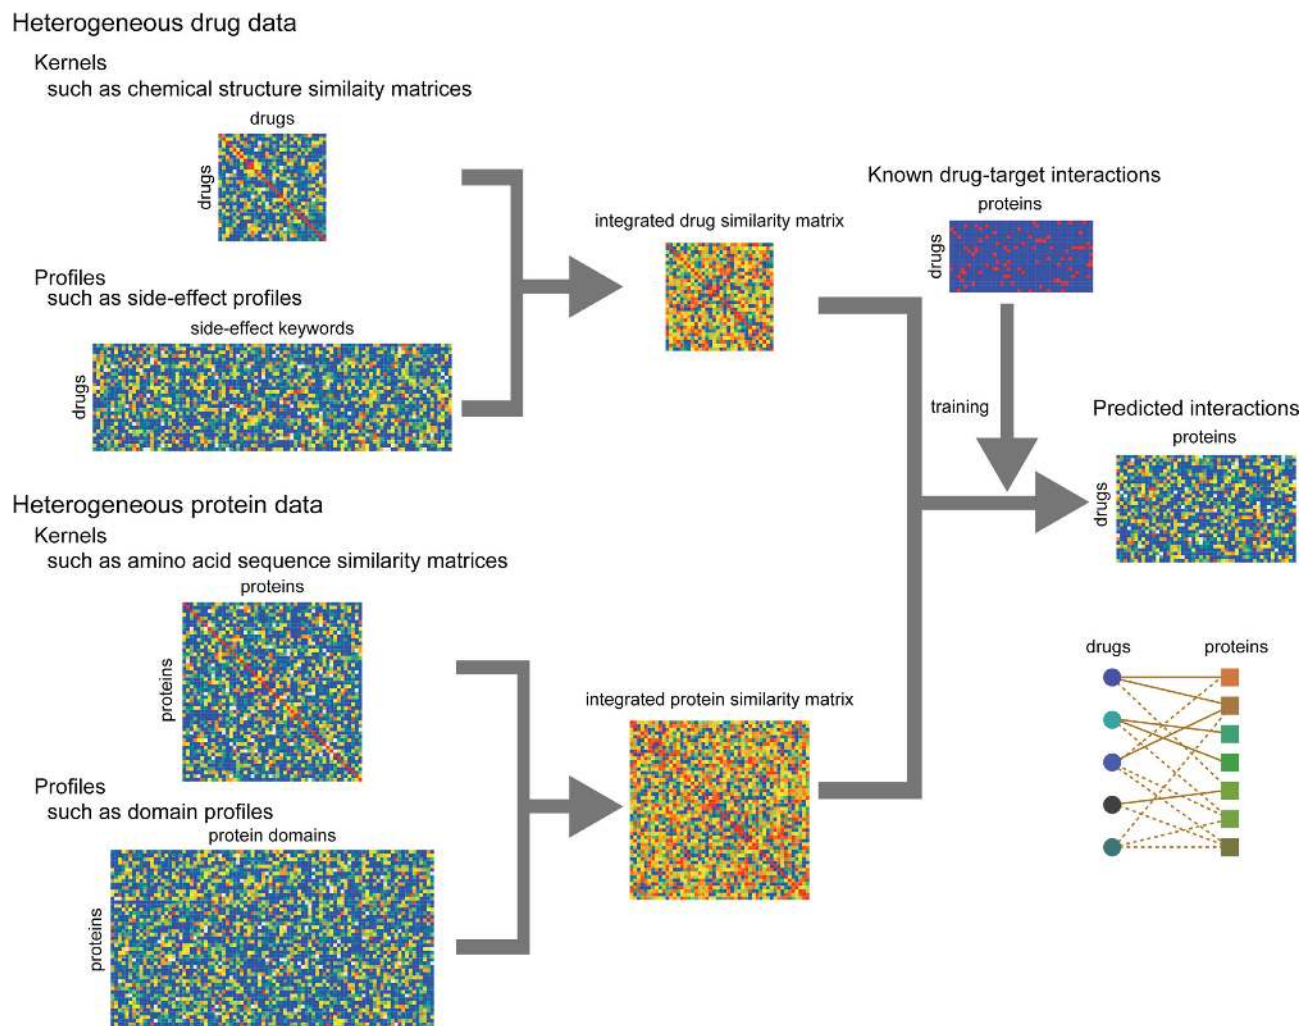 Heterogeneous drug data
Kernels
such as chemical structure similaity matrices
drugs
drugs
Profiles
such as side-effect profiles
side-effect keywords
drugs
integrated drug similarity matrix
Known drug-target interactions
proteins
drugs
training
Predicted interactions
proteins
drugs
Heterogeneous protein data
Kernels
such as amino acid sequence similarity matrices
proteins
proteins
Profiles
such as domain profiles
protein domains
proteins
integrated protein similarity matrix
drugs
proteins